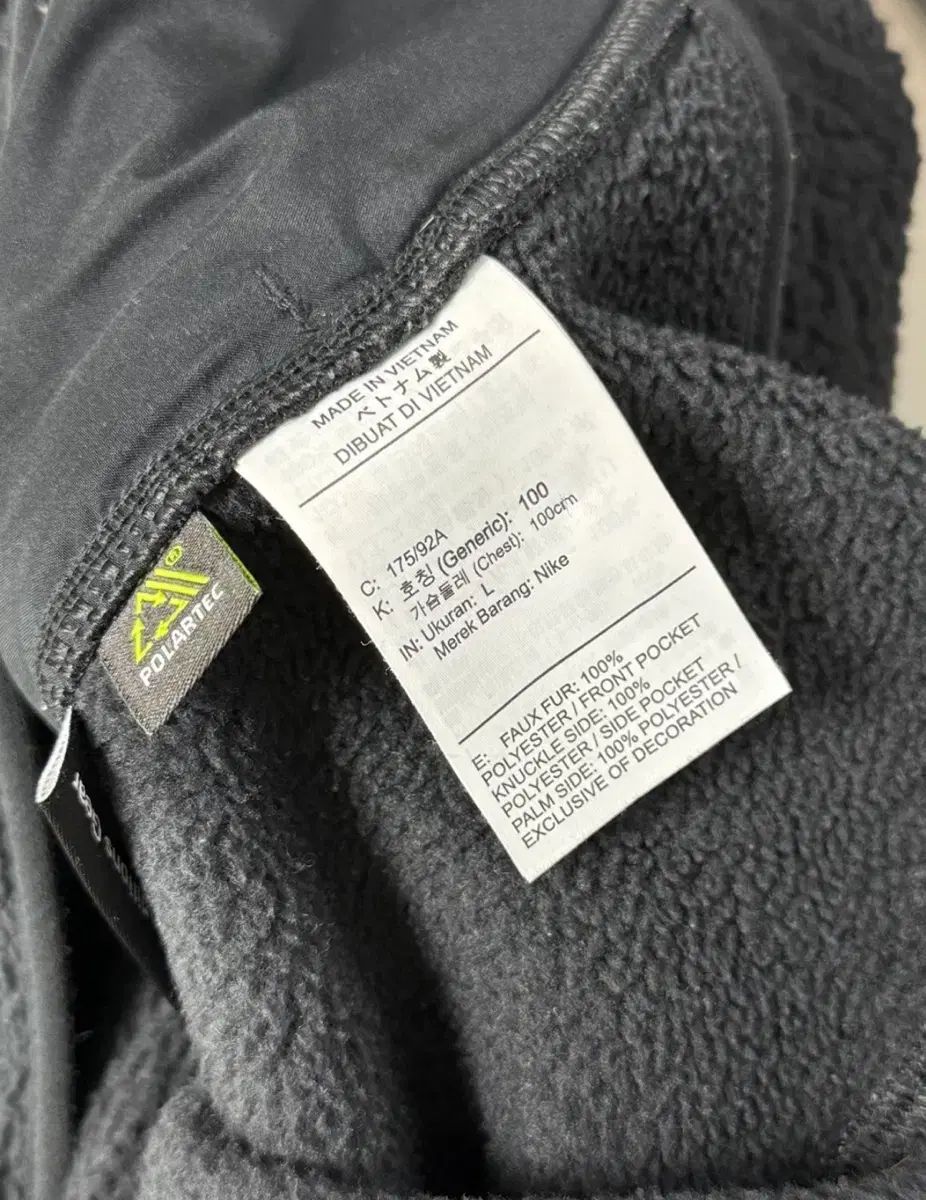 MADE IN VIETNAM
ベトナム製
DIBUAT DI VIETNAM
C: 175/92A
K: 호칭 (Generic): 100
가슴둘레 (Chest): 100cm
IN: Ukuran: L
Merek Barang: Nike
E: FAUX FUR: 100%
POLYESTER / FRONT POCKET
KNUCKLE SIDE: 100%
POLYESTER / SIDE POCKET
PALM SIDE: 100% POLYESTER /
EXCLUSIVE OF DECORATION
®
POLARTEC